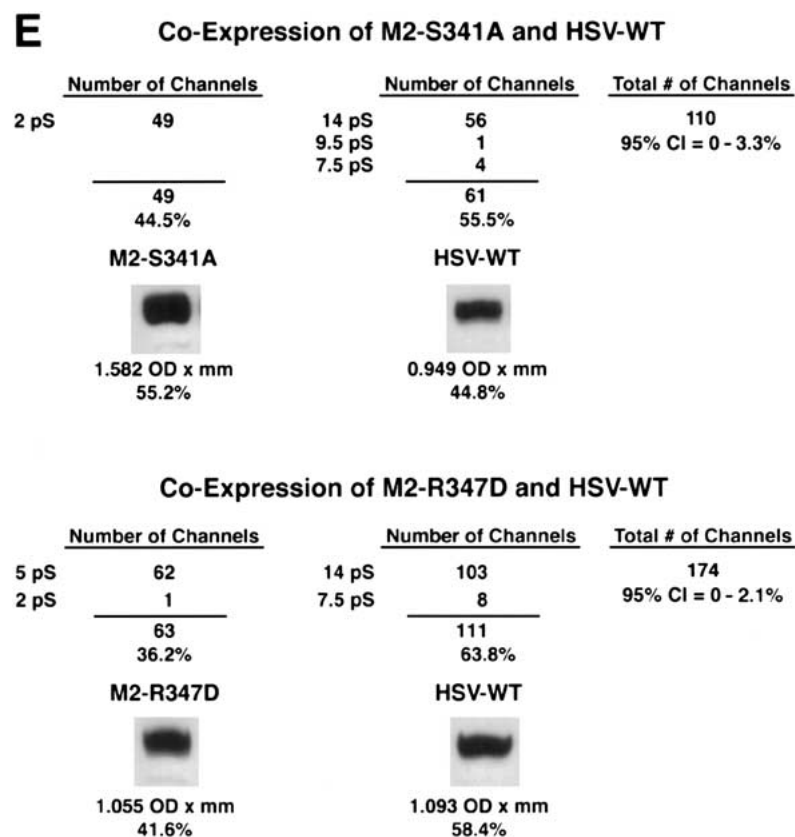 E
Co-Expression of M2-S341A and HSV-WT
Number of Channels Number of Channels Total # of Channels
2 pS 49 14 pS 56 110
9.5 pS 1 95% CI = 0 - 3.3%
7.5 pS 4
49 61
44.5% 55.5%
M2-S341A HSV-WT
1.582 OD x mm 0.949 OD x mm
55.2% 44.8%
Co-Expression of M2-R347D and HSV-WT
Number of Channels Number of Channels Total # of Channels
5 pS 62 14 pS 103 174
2 pS 1 7.5 pS 8 95% CI = 0 - 2.1%
63 111
36.2% 63.8%
M2-R347D HSV-WT
1.055 OD x mm 1.093 OD x mm
41.6% 58.4%